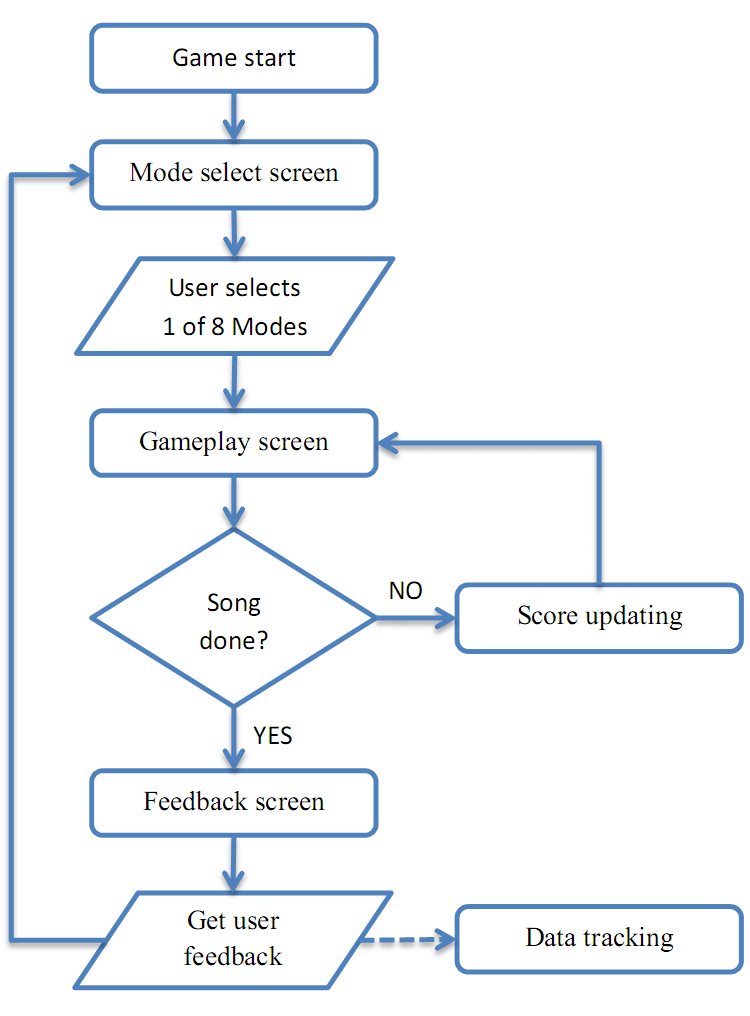 Game start
Mode select screen
User selects
1 of 8 Modes
Gameplay screen
Song
done?
NO
Score updating
YES
Feedback screen
Get user
feedback
Data tracking